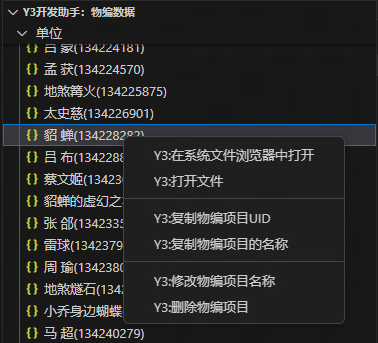 Y3开发助手：物编数据
单位
吕 蒙(134224181)
孟 获(134224570)
地煞篝火(134225875)
太史慈(134226901)
貂 蝉(134228282)
吕 布(1342288
蔡文姬(13423
貂蝉的虚幻之
张 郃(1342335
雷球(13423379
周 瑜(1342380
地煞燧石(1342
小乔身边蝴蝶
马 超(134240279)
Y3:在系统文件浏览器中打开
Y3:打开文件
Y3:复制物编项目UID
Y3:复制物编项目的名称
Y3:修改物编项目名称
Y3:删除物编项目